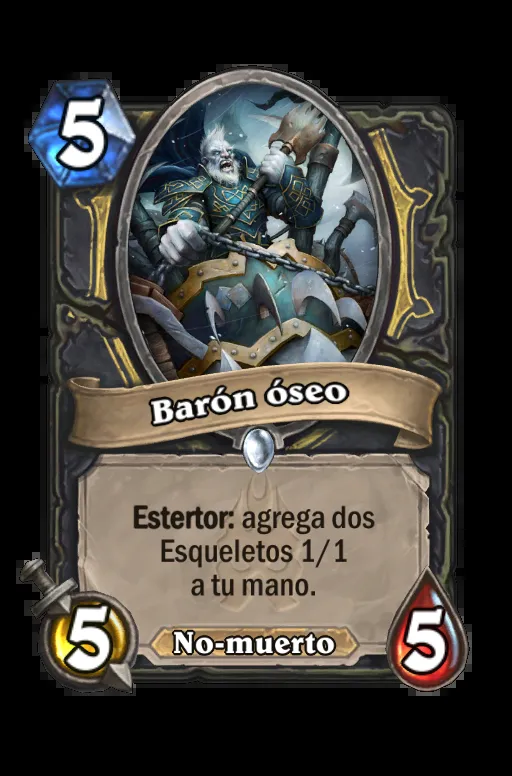 5
Barón óseo
Estertor: agrega dos
Esqueletos 1/1
a tu mano.
5
No-muerto
5